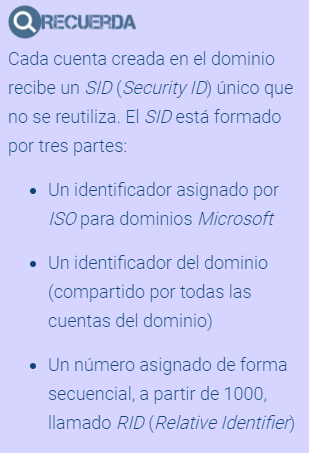 RECUERDA
Cada cuenta creada en el dominio
recibe un SID (Security ID) único que
no se reutiliza. El SID está formado
por tres partes:
• Un identificador asignado por
ISO para dominios Microsoft
• Un identificador del dominio
(compartido por todas las
cuentas del dominio)
• Un número asignado de forma
secuencial, a partir de 1000,
llamado RID (Relative Identifier)